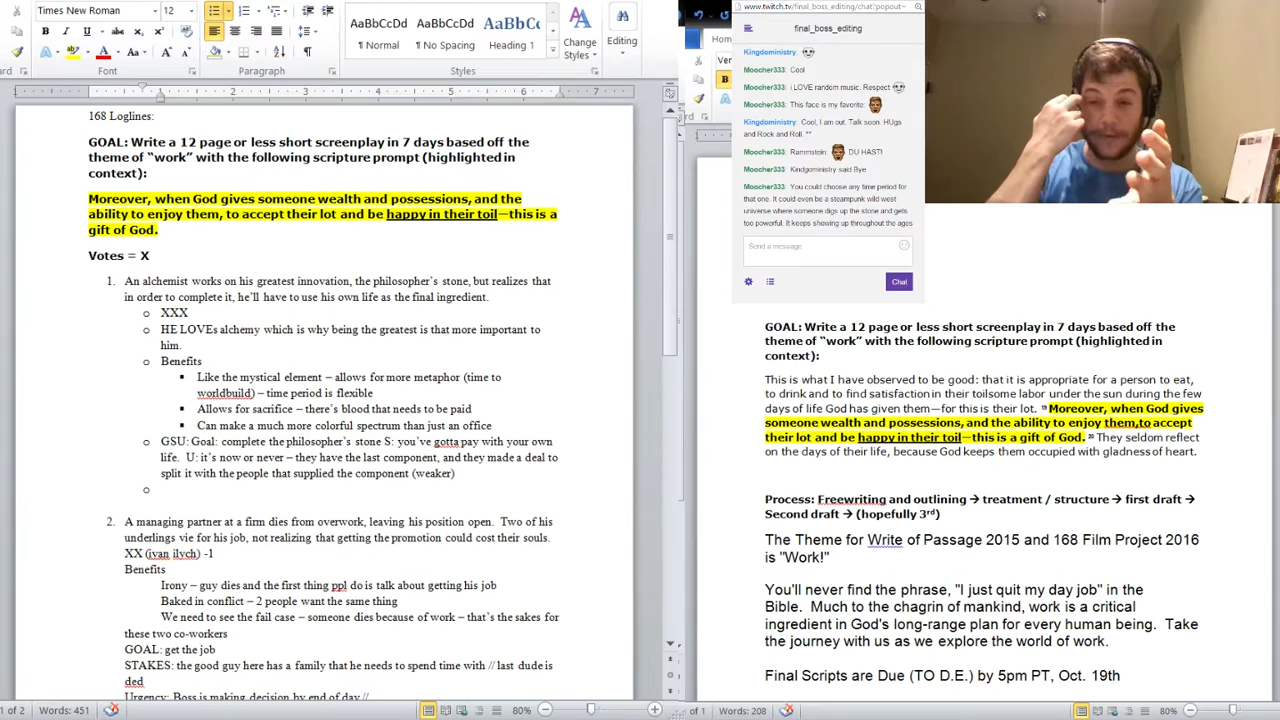 Times New Roman
12
Font
Paragraph
Styles
AaBbCcDd
¶ Normal
AaBbCcDd
¶ No Spacing
AaBbC
Heading 1
Change
Styles
Editing
168 Loglines:
GOAL: Write a 12 page or less short screenplay in 7 days based off the
theme of “work” with the following scripture prompt (highlighted in
context):
Moreover, when God gives someone wealth and possessions, and the
ability to enjoy them, to accept their lot and be happy in their toil—this is a
gift of God.
Votes = X
1. An alchemist works on his greatest innovation, the philosopher’s stone, but realizes that
in order to complete it, he’ll have to use his own life as the final ingredient.
XXX
HE LOVEs alchemy which is why being the greatest is that more important to
him.
Benefits
Like the mystical element – allows for more metaphor (time to
worldbuild) – time period is flexible
Allows for sacrifice – there’s blood that needs to be paid
Can make a much more colorful spectrum than just an office
GSU: Goal: complete the philosopher’s stone S: you’ve gotta pay with your own
life. U: it’s now or never – they have the last component, and they made a deal to
split it with the people that supplied the component (weaker)
2. A managing partner at a firm dies from overwork, leaving his position open. Two of his
underlings vie for his job, not realizing that getting the promotion could cost their souls.
XX (ivan ilych) -1
Benefits
Irony – guy dies and the first thing ppl do is talk about getting his job
Baked in conflict – 2 people want the same thing
We need to see the fail case – someone dies because of work – that’s the sakes for
these two co-workers
GOAL: get the job
STAKES: the good guy here has a family that he needs to spend time with // last dude is
ded
Urgency: Boss is making decision by end of day //
1 of 2
Words: 451
80%
www.twitch.tv/final_boss_editing/chat?popout=
final_boss_editing
Kingdoministry:
Moocher333: Cool
Moocher333: I LOVE random music. Respect
Moocher333: This face is my favorite:
Kingdoministry: Cool, I am out. Talk soon. HUgs
and Rock and Roll. **
Moocher333: Rammstein DU HAST!
Moocher333: Kindgoministry said Bye
Moocher333: You could choose any time period for
that one. It could even be a steampunk wild west
universe where someone digs up the stone and gets
too powerful. It keeps showing up throughout the ages
Send a message
Chat
GOAL: Write a 12 page or less short screenplay in 7 days based off the
theme of “work” with the following scripture prompt (highlighted in
context):
This is what I have observed to be good: that it is appropriate for a person to eat,
to drink and to find satisfaction in their toilsome labor under the sun during the few
days of life God has given them—for this is their lot. 19 Moreover, when God gives
someone wealth and possessions, and the ability to enjoy them,to accept
their lot and be happy in their toil—this is a gift of God. 20 They seldom reflect
on the days of their life, because God keeps them occupied with gladness of heart.
Process: Freewriting and outlining → treatment / structure → first draft →
Second draft → (hopefully 3rd)
The Theme for Write of Passage 2015 and 168 Film Project 2016
is "Work!"
You'll never find the phrase, "I just quit my day job" in the
Bible. Much to the chagrin of mankind, work is a critical
ingredient in God's long-range plan for every human being. Take
the journey with us as we explore the world of work.
Final Scripts are Due (TO D.E.) by 5pm PT, Oct. 19th
of 1
Words: 208
80%